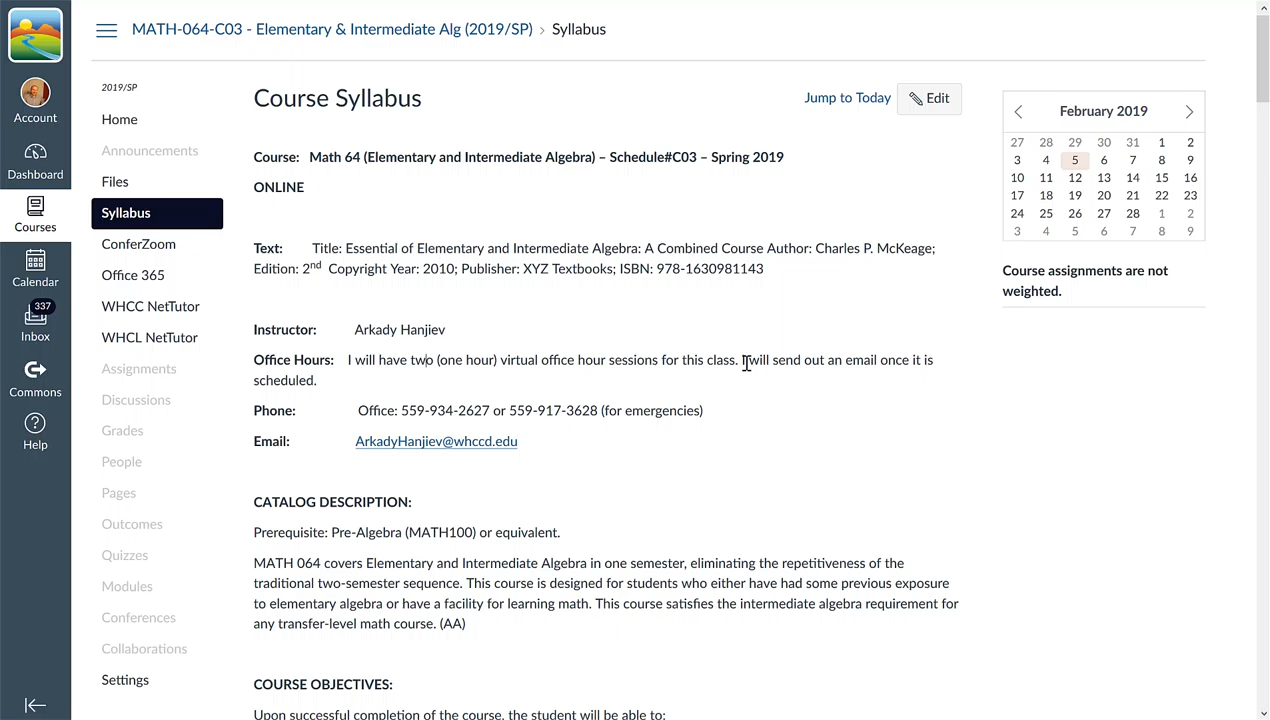 MATH-064-C03 - Elementary & Intermediate Alg (2019/SP) › Syllabus
Account
Dashboard
Courses
Calendar
337
Inbox
Commons
Help
2019/SP
Home
Announcements
Files
Syllabus
ConferZoom
Office 365
WHCC NetTutor
WHCL NetTutor
Assignments
Discussions
Grades
People
Pages
Outcomes
Quizzes
Modules
Conferences
Collaborations
Settings
Course Syllabus
Jump to Today
Edit
Course: Math 64 (Elementary and Intermediate Algebra) – Schedule#C03 – Spring 2019
ONLINE
Text: Title: Essential of Elementary and Intermediate Algebra: A Combined Course Author: Charles P. McKeague;
Edition: 2nd Copyright Year: 2010; Publisher: XYZ Textbooks; ISBN: 978-1630981143
Instructor: Arkady Hanjiev
Office Hours: I will have two (one hour) virtual office hour sessions for this class. I will send out an email once it is
scheduled.
Phone: Office: 559-934-2627 or 559-917-3628 (for emergencies)
Email: ArkadyHanjiev@whccd.edu
CATALOG DESCRIPTION:
Prerequisite: Pre-Algebra (MATH100) or equivalent.
MATH 064 covers Elementary and Intermediate Algebra in one semester, eliminating the repetitiveness of the
traditional two-semester sequence. This course is designed for students who either have had some previous exposure
to elementary algebra or have a facility for learning math. This course satisfies the intermediate algebra requirement for
any transfer-level math course. (AA)
COURSE OBJECTIVES:
Upon successful completion of the course, the student will be able to:
February 2019
27 28 29 30 31 1 2
3 4 5 6 7 8 9
10 11 12 13 14 15 16
17 18 19 20 21 22 23
24 25 26 27 28 1 2
3 4 5 6 7 8 9
Course assignments are not
weighted.